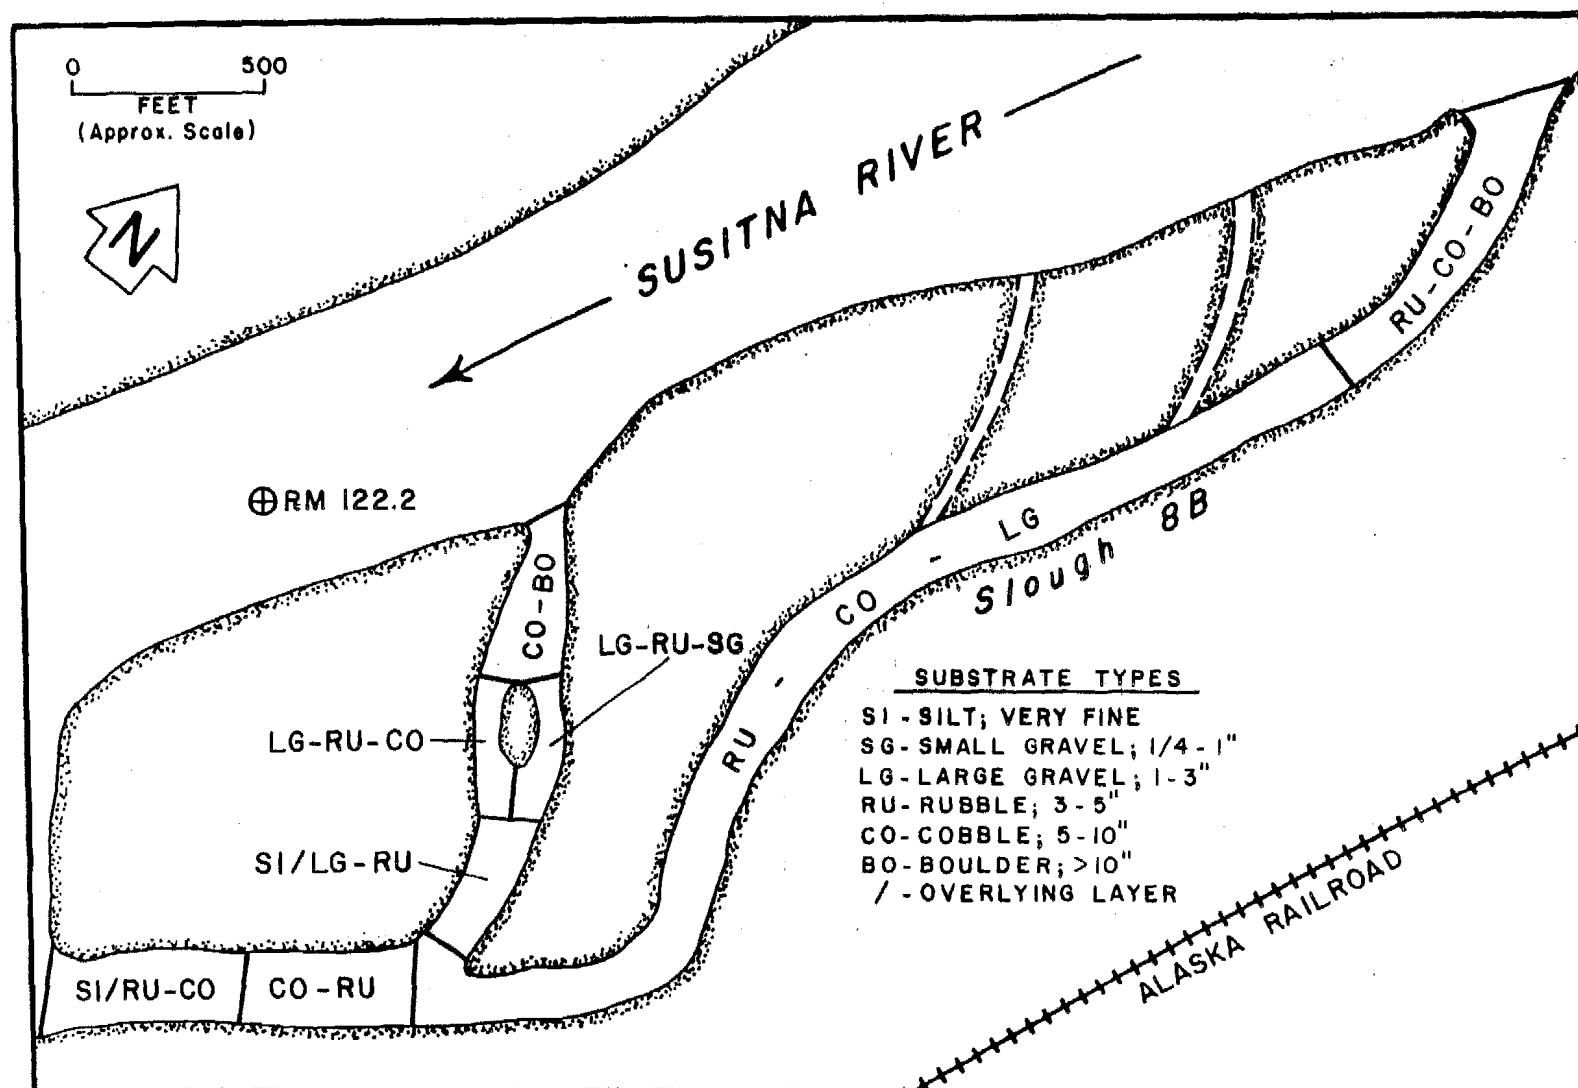 0 500
FEET
(Approx. Scale)
N
SUSITNA RIVER
RU-CO-BO
⊕RM 122.2
CO-BO
RU - CO - LG
Slough 8B
LG-RU-SG
LG-RU-CO
SI/LG-RU
SI/RU-CO
CO-RU
SUBSTRATE TYPES
SI-SILT; VERY FINE
SG-SMALL GRAVEL; 1/4-1"
LG-LARGE GRAVEL; 1-3"
RU-RUBBLE; 3-5"
CO-COBBLE; 5-10"
BO-BOULDER; >10"
/ -OVERLYING LAYER
ALASKA RAILROAD